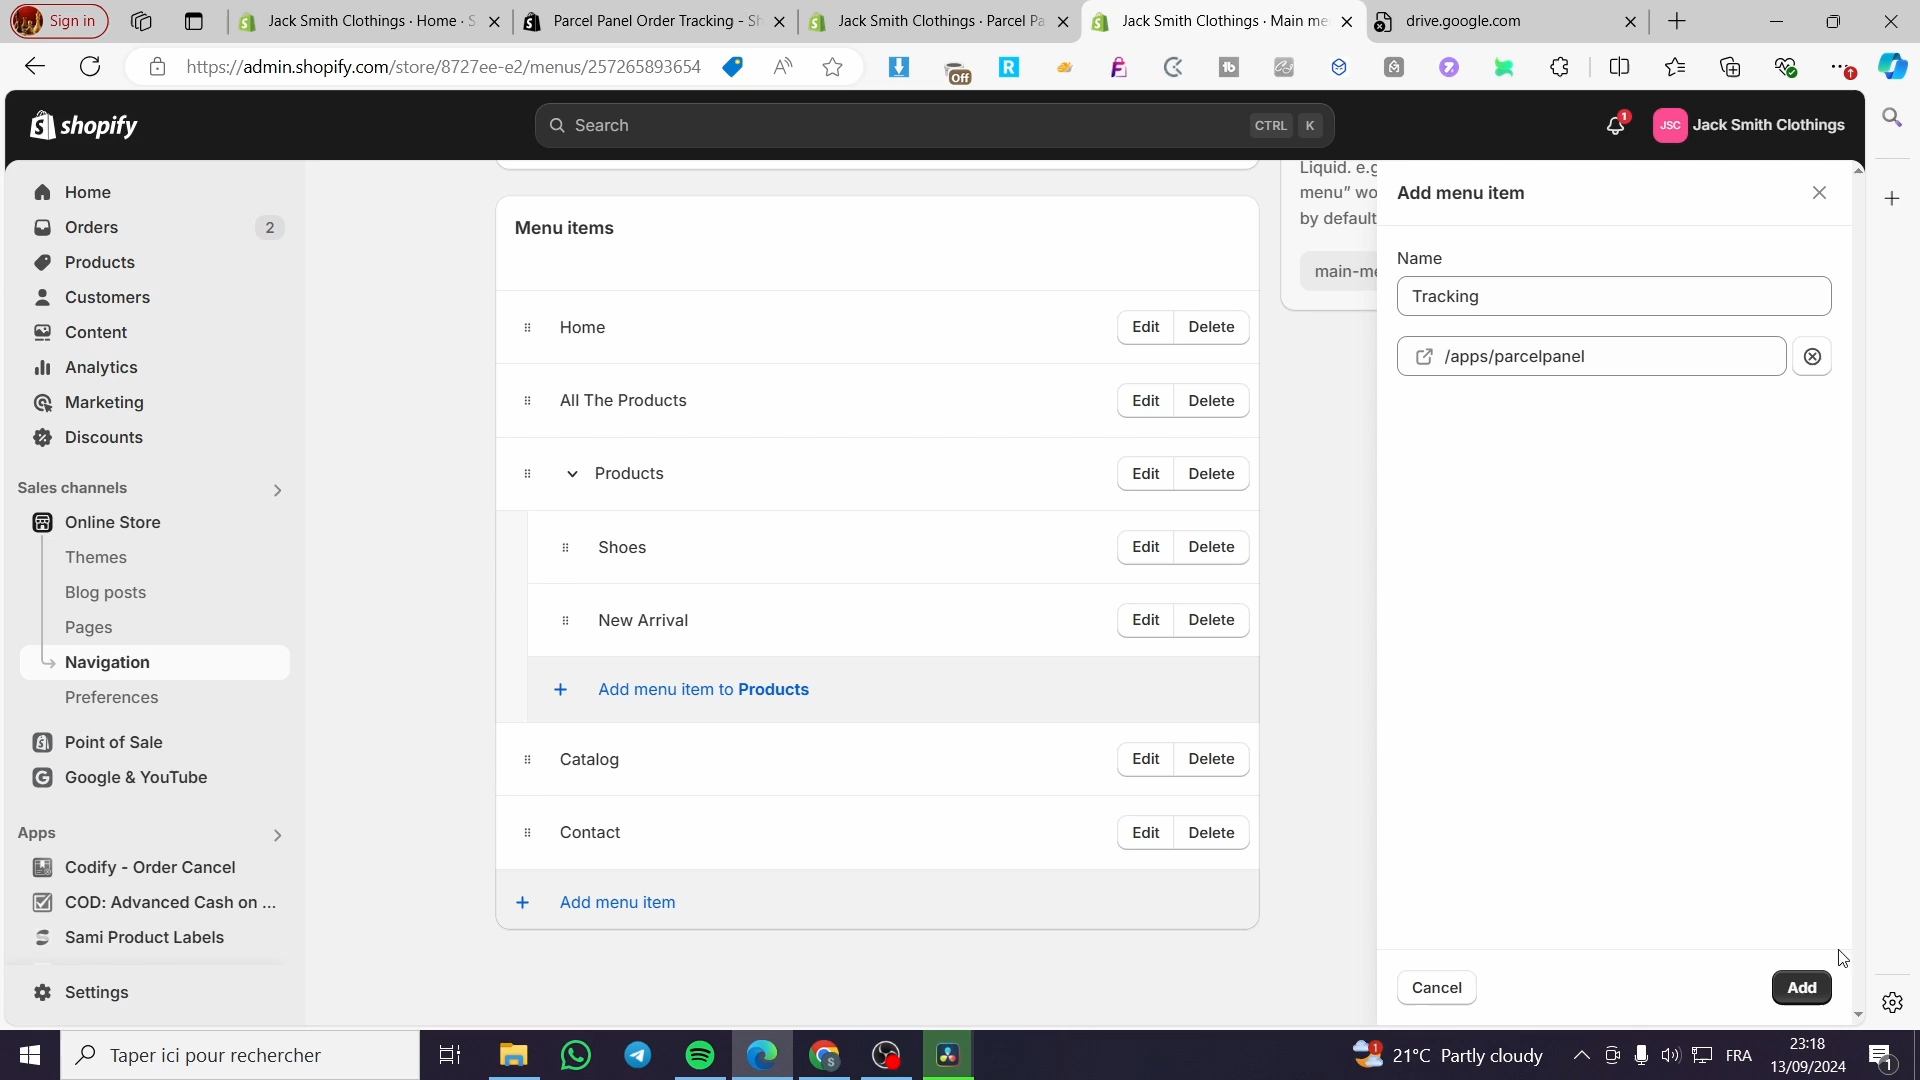 Sign in
Jack Smith Clothings · Home · S
Parcel Panel Order Tracking - Sh
Jack Smith Clothings · Parcel Pa
Jack Smith Clothings · Main me
drive.google.com
https://admin.shopify.com/store/8727ee-e2/menus/257265893654
Off
shopify
Search
CTRL K
1
JSC
Jack Smith Clothings
Home
Orders
2
Products
Customers
Content
Analytics
Marketing
Discounts
Sales channels
Online Store
Themes
Blog posts
Pages
Navigation
Preferences
Point of Sale
Google & YouTube
Apps
Codify - Order Cancel
COD: Advanced Cash on ...
Sami Product Labels
Settings
Menu items
Home
Edit Delete
All The Products
Edit Delete
Products
Edit Delete
Shoes
Edit Delete
New Arrival
Edit Delete
Add menu item to Products
Catalog
Edit Delete
Contact
Edit Delete
Add menu item
Liquid. e.g
menu” wo
by default
main-me
Add menu item
Name
Tracking
/apps/parcelpanel
Cancel
Add
Taper ici pour rechercher
21°C Partly cloudy
FRA
23:18
13/09/2024
1